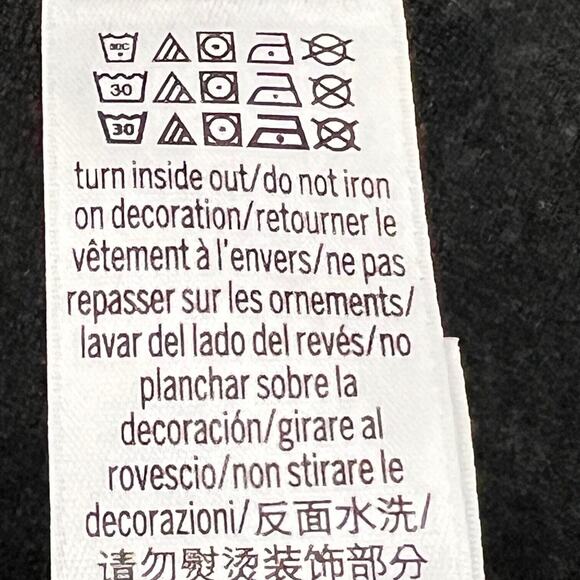 30C
30
30
turn inside out/do not iron
on decoration/retourner le
vêtement à l'envers/ne pas
repasser sur les ornements/
lavar del lado del revés/no
planchar sobre la
decoración/girare al
rovescio/non stirare le
decorazioni/反面水洗/
请勿熨烫装饰部分